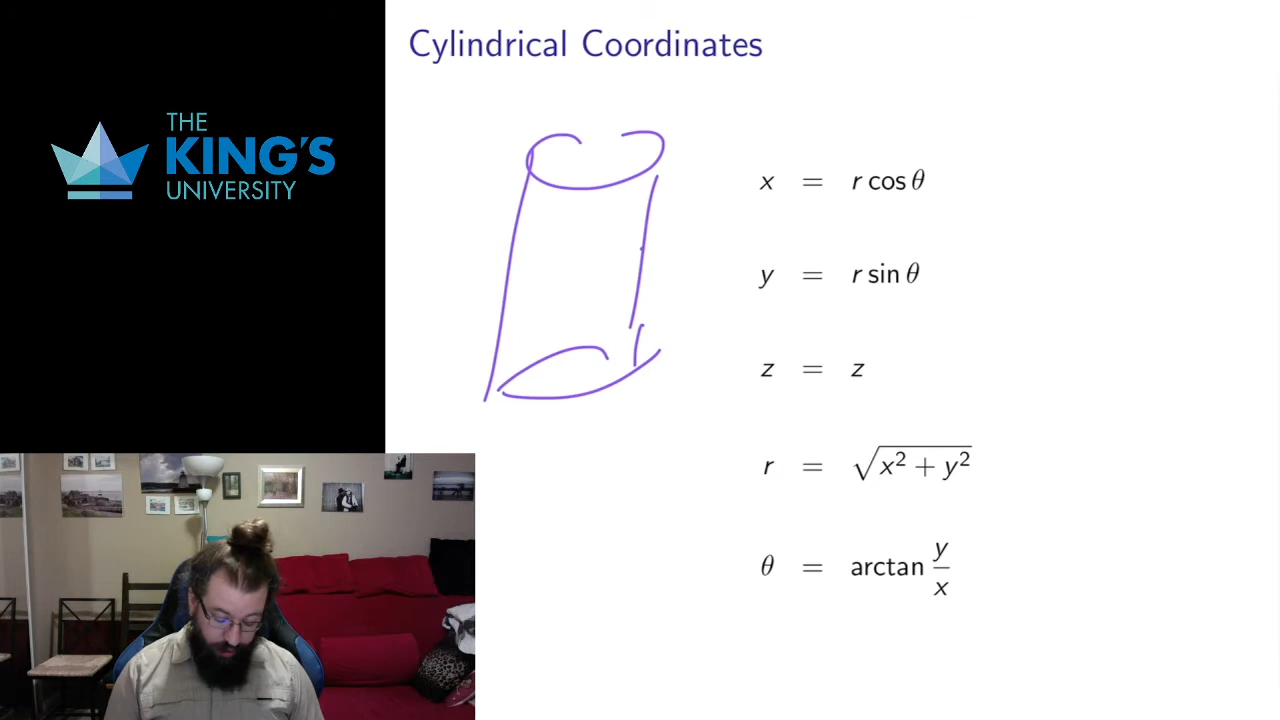 Cylindrical Coordinates
THE
KING'S
UNIVERSITY
x = r cos θ
y = r sin θ
z = z
r = √(x² + y²)
θ = arctan y/x